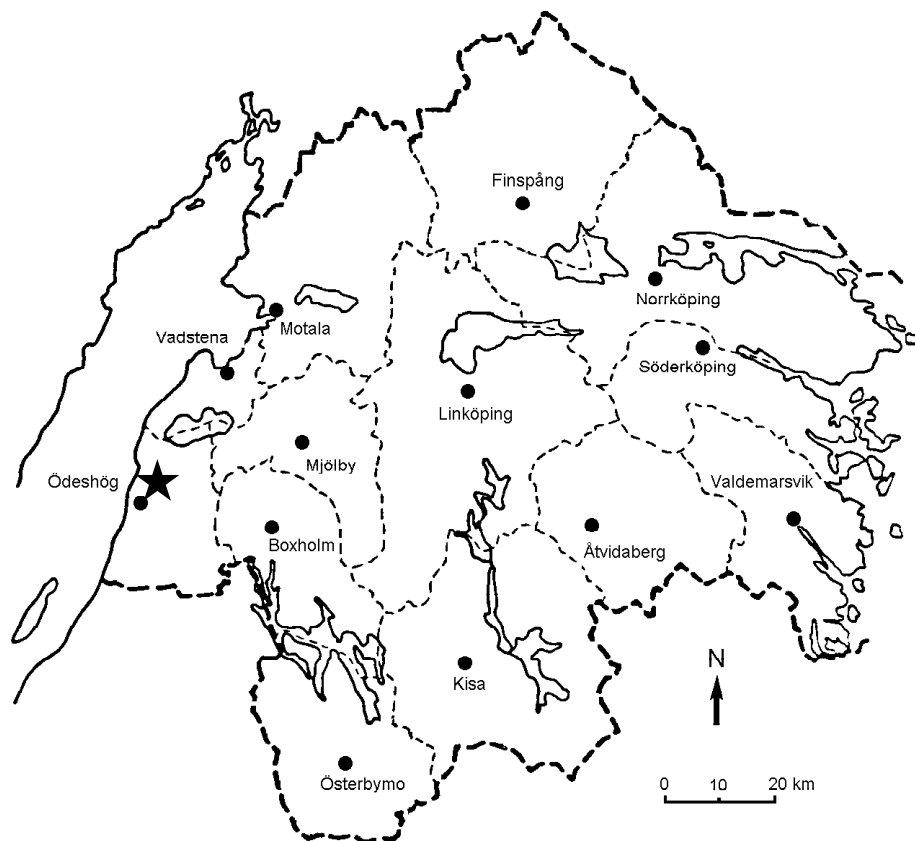 Finspång
Norrköping
Motala
Vadstena
Söderköping
Linköping
Mjölby
Ödeshög
Valdemarsvik
Boxholm
Åtvidaberg
N
Kisa
Österbymo
0 10 20 km